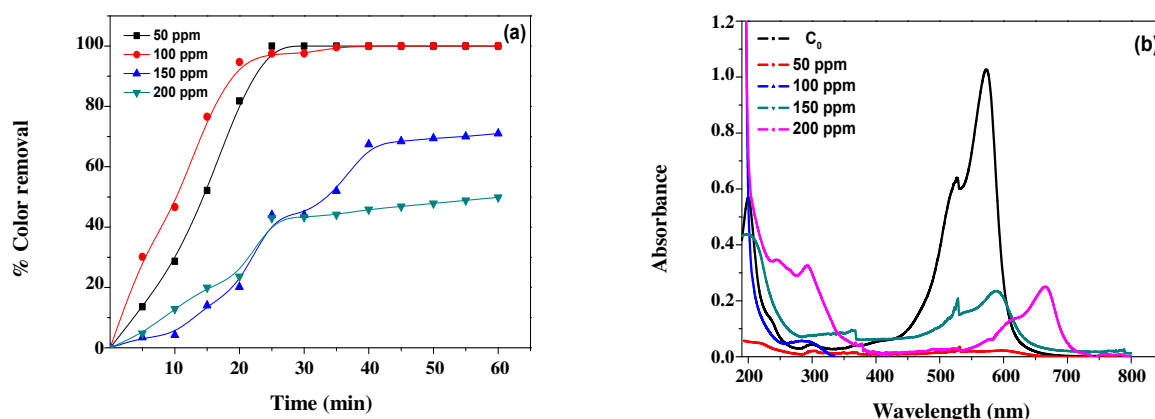 (a)
50 ppm
100 ppm
150 ppm
200 ppm
100
80
60
40
20
0
0 10 20 30 40 50 60
% Color removal
Time (min)
(b)
C₀
50 ppm
100 ppm
150 ppm
200 ppm
1.2
1.0
0.8
0.6
0.4
0.2
0.0
200 300 400 500 600 700 800
Absorbance
Wavelength (nm)